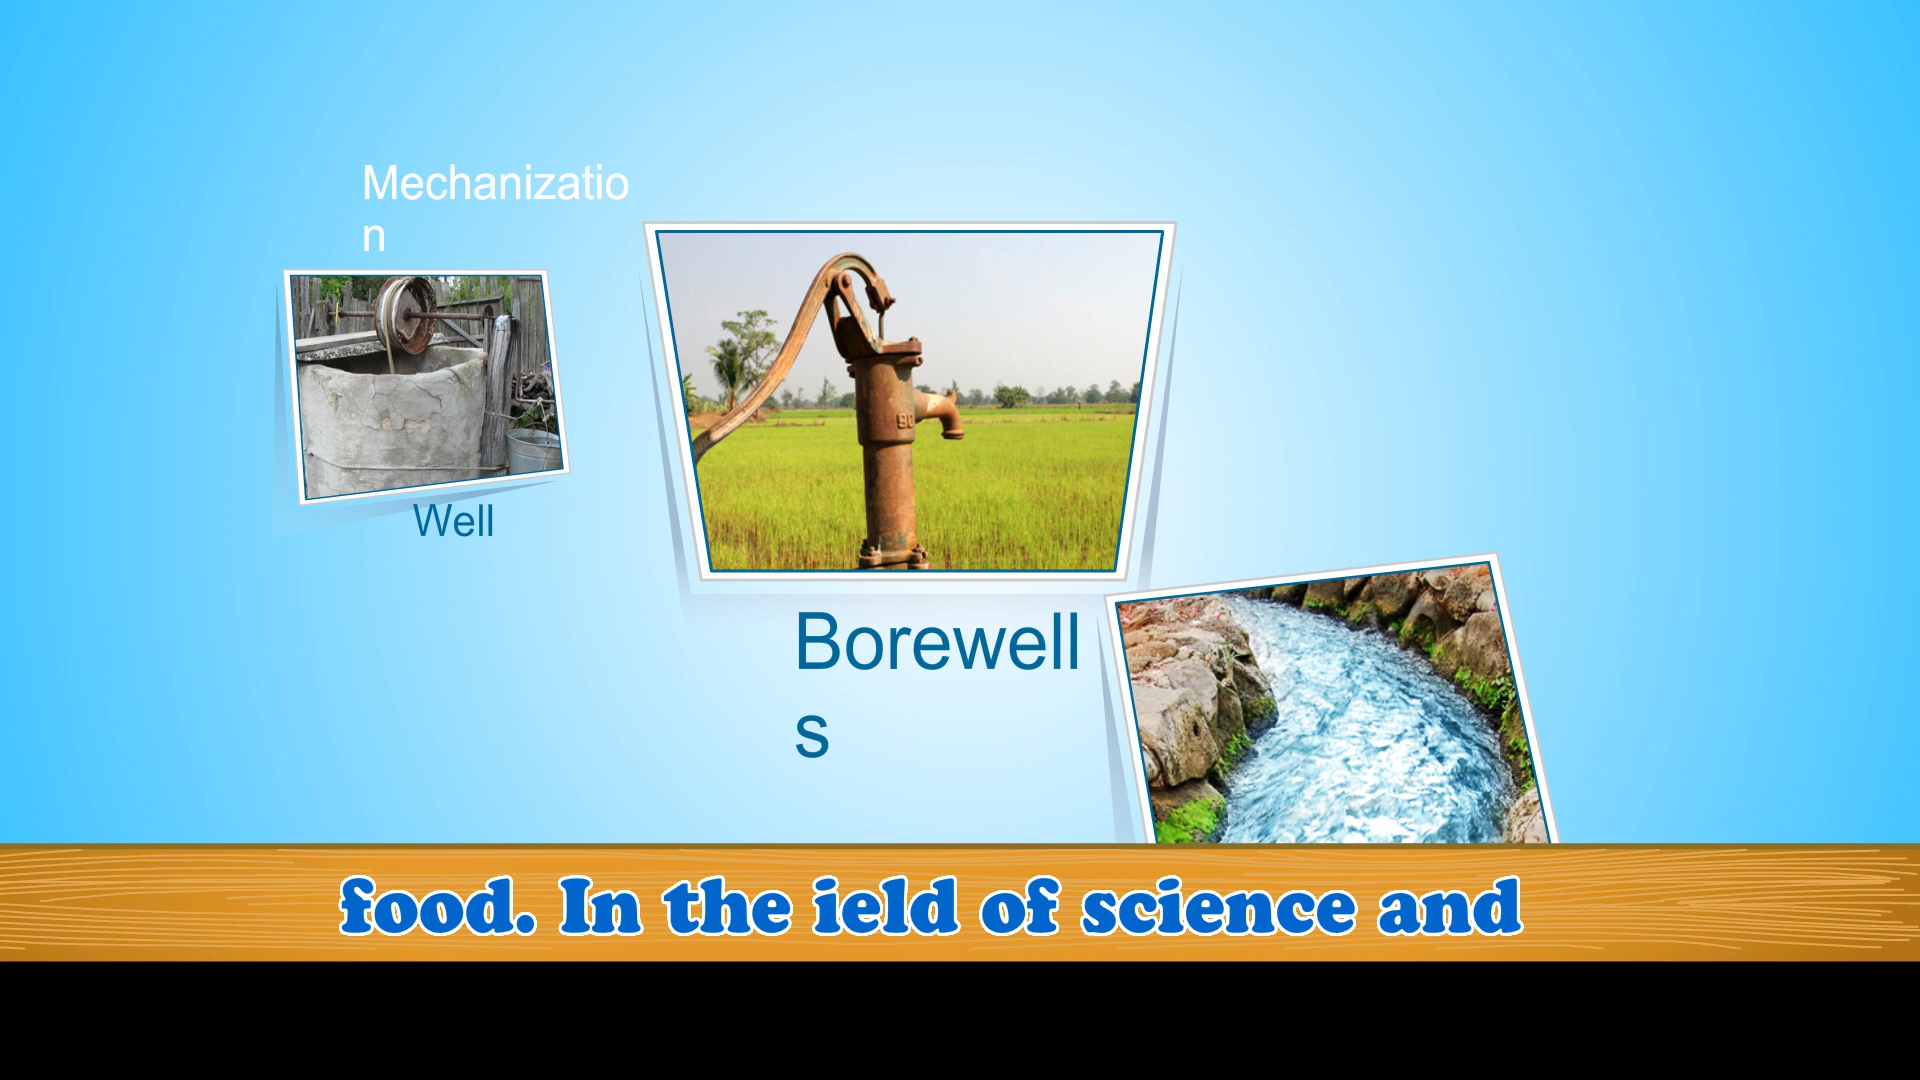 Mechanizatio
n
Well
Borewell
s
food. In the ield of science and